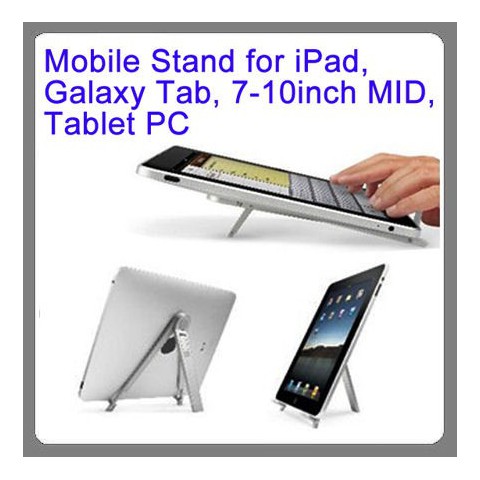 Mobile Stand for iPad,
Galaxy Tab, 7-10inch MID,
Tablet PC